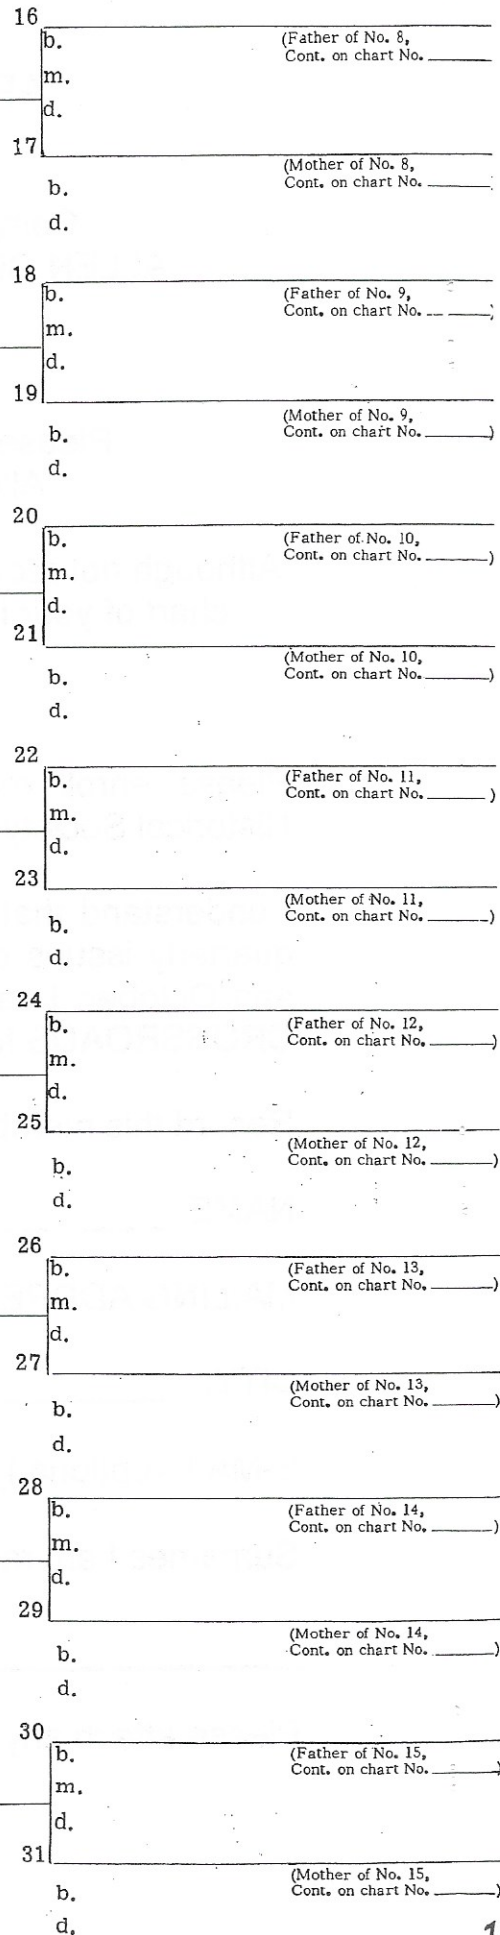 16
b. (Father of No. 8,
Cont. on chart No.
m.
d.
17
(Mother of No. 8,
b. Cont. on chart No.
d.
18
b. (Father of No. 9,
Cont. on chart No.
m.
d.
19
(Mother of No. 9,
b. Cont. on chart No. )
d.
20
b. (Father of No. 10,
Cont. on chart No. )
m.
d.
21
(Mother of No. 10,
b. Cont. on chart No. )
d.
22
b. (Father of No. 11,
Cont. on chart No. )
m.
d.
23
(Mother of No. 11,
b. Cont. on chart No. )
d.
24
b. (Father of No. 12,
Cont. on chart No. )
m.
d.
25
(Mother of No. 12,
b. Cont. on chart No. )
d.
26
b. (Father of No. 13,
Cont. on chart No. )
m.
d.
27
(Mother of No. 13,
b. Cont. on chart No. )
d.
28
b. (Father of No. 14,
Cont. on chart No. )
m.
d.
29
(Mother of No. 14,
b. Cont. on chart No. )
d.
30
b. (Father of No. 15,
Cont. on chart No. )
m.
d.
31
(Mother of No. 15,
b. Cont. on chart No. )
d.
1